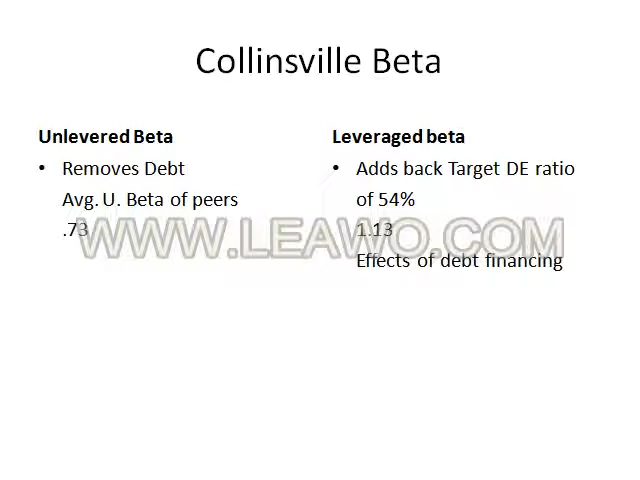 Collinsville Beta
Unlevered Beta
• Removes Debt
Avg. U. Beta of peers
.73
Leveraged beta
• Adds back Target DE ratio
of 54%
1.13
Effects of debt financing
WWW.LEAWO.COM